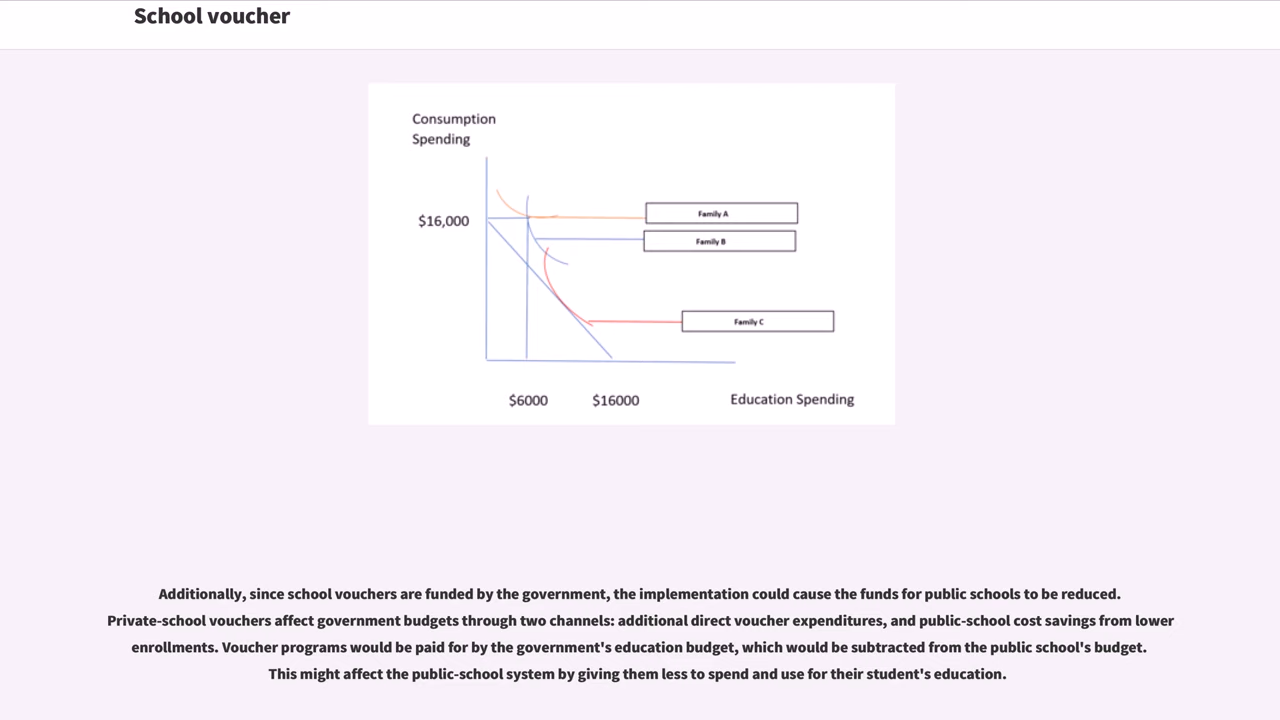 School voucher
Consumption
Spending
$16,000
Family A
Family B
Family C
$6000
$16000
Education Spending
Additionally, since school vouchers are funded by the government, the implementation could cause the funds for public schools to be reduced.
Private-school vouchers affect government budgets through two channels: additional direct voucher expenditures, and public-school cost savings from lower
enrollments. Voucher programs would be paid for by the government's education budget, which would be subtracted from the public school's budget.
This might affect the public-school system by giving them less to spend and use for their student's education.